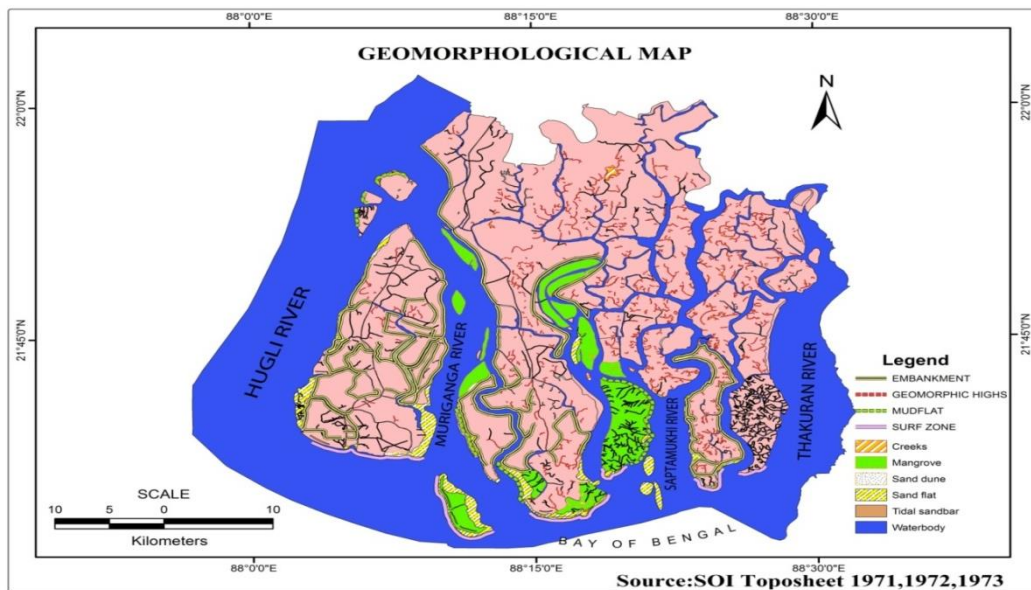 88°0'0"E 88°15'0"E 88°30'0"E
GEOMORPHOLOGICAL MAP
N
22°0'0"N 22°0'0"N
HUGLI RIVER
MURIGANGA RIVER
SAPTAMUKHI RIVER
THAKURAN RIVER
21°45'0"N 21°45'0"N
Legend
EMBANKMENT
GEOMORPHIC HIGHS
MUDFLAT
SURF ZONE
Creeks
Mangrove
Sand dune
Sand flat
Tidal sandbar
Waterbody
SCALE
10 5 0 10
Kilometers
BAY OF BENGAL
88°0'0"E 88°15'0"E 88°30'0"E
Source:SOI Toposheet 1971,1972,1973